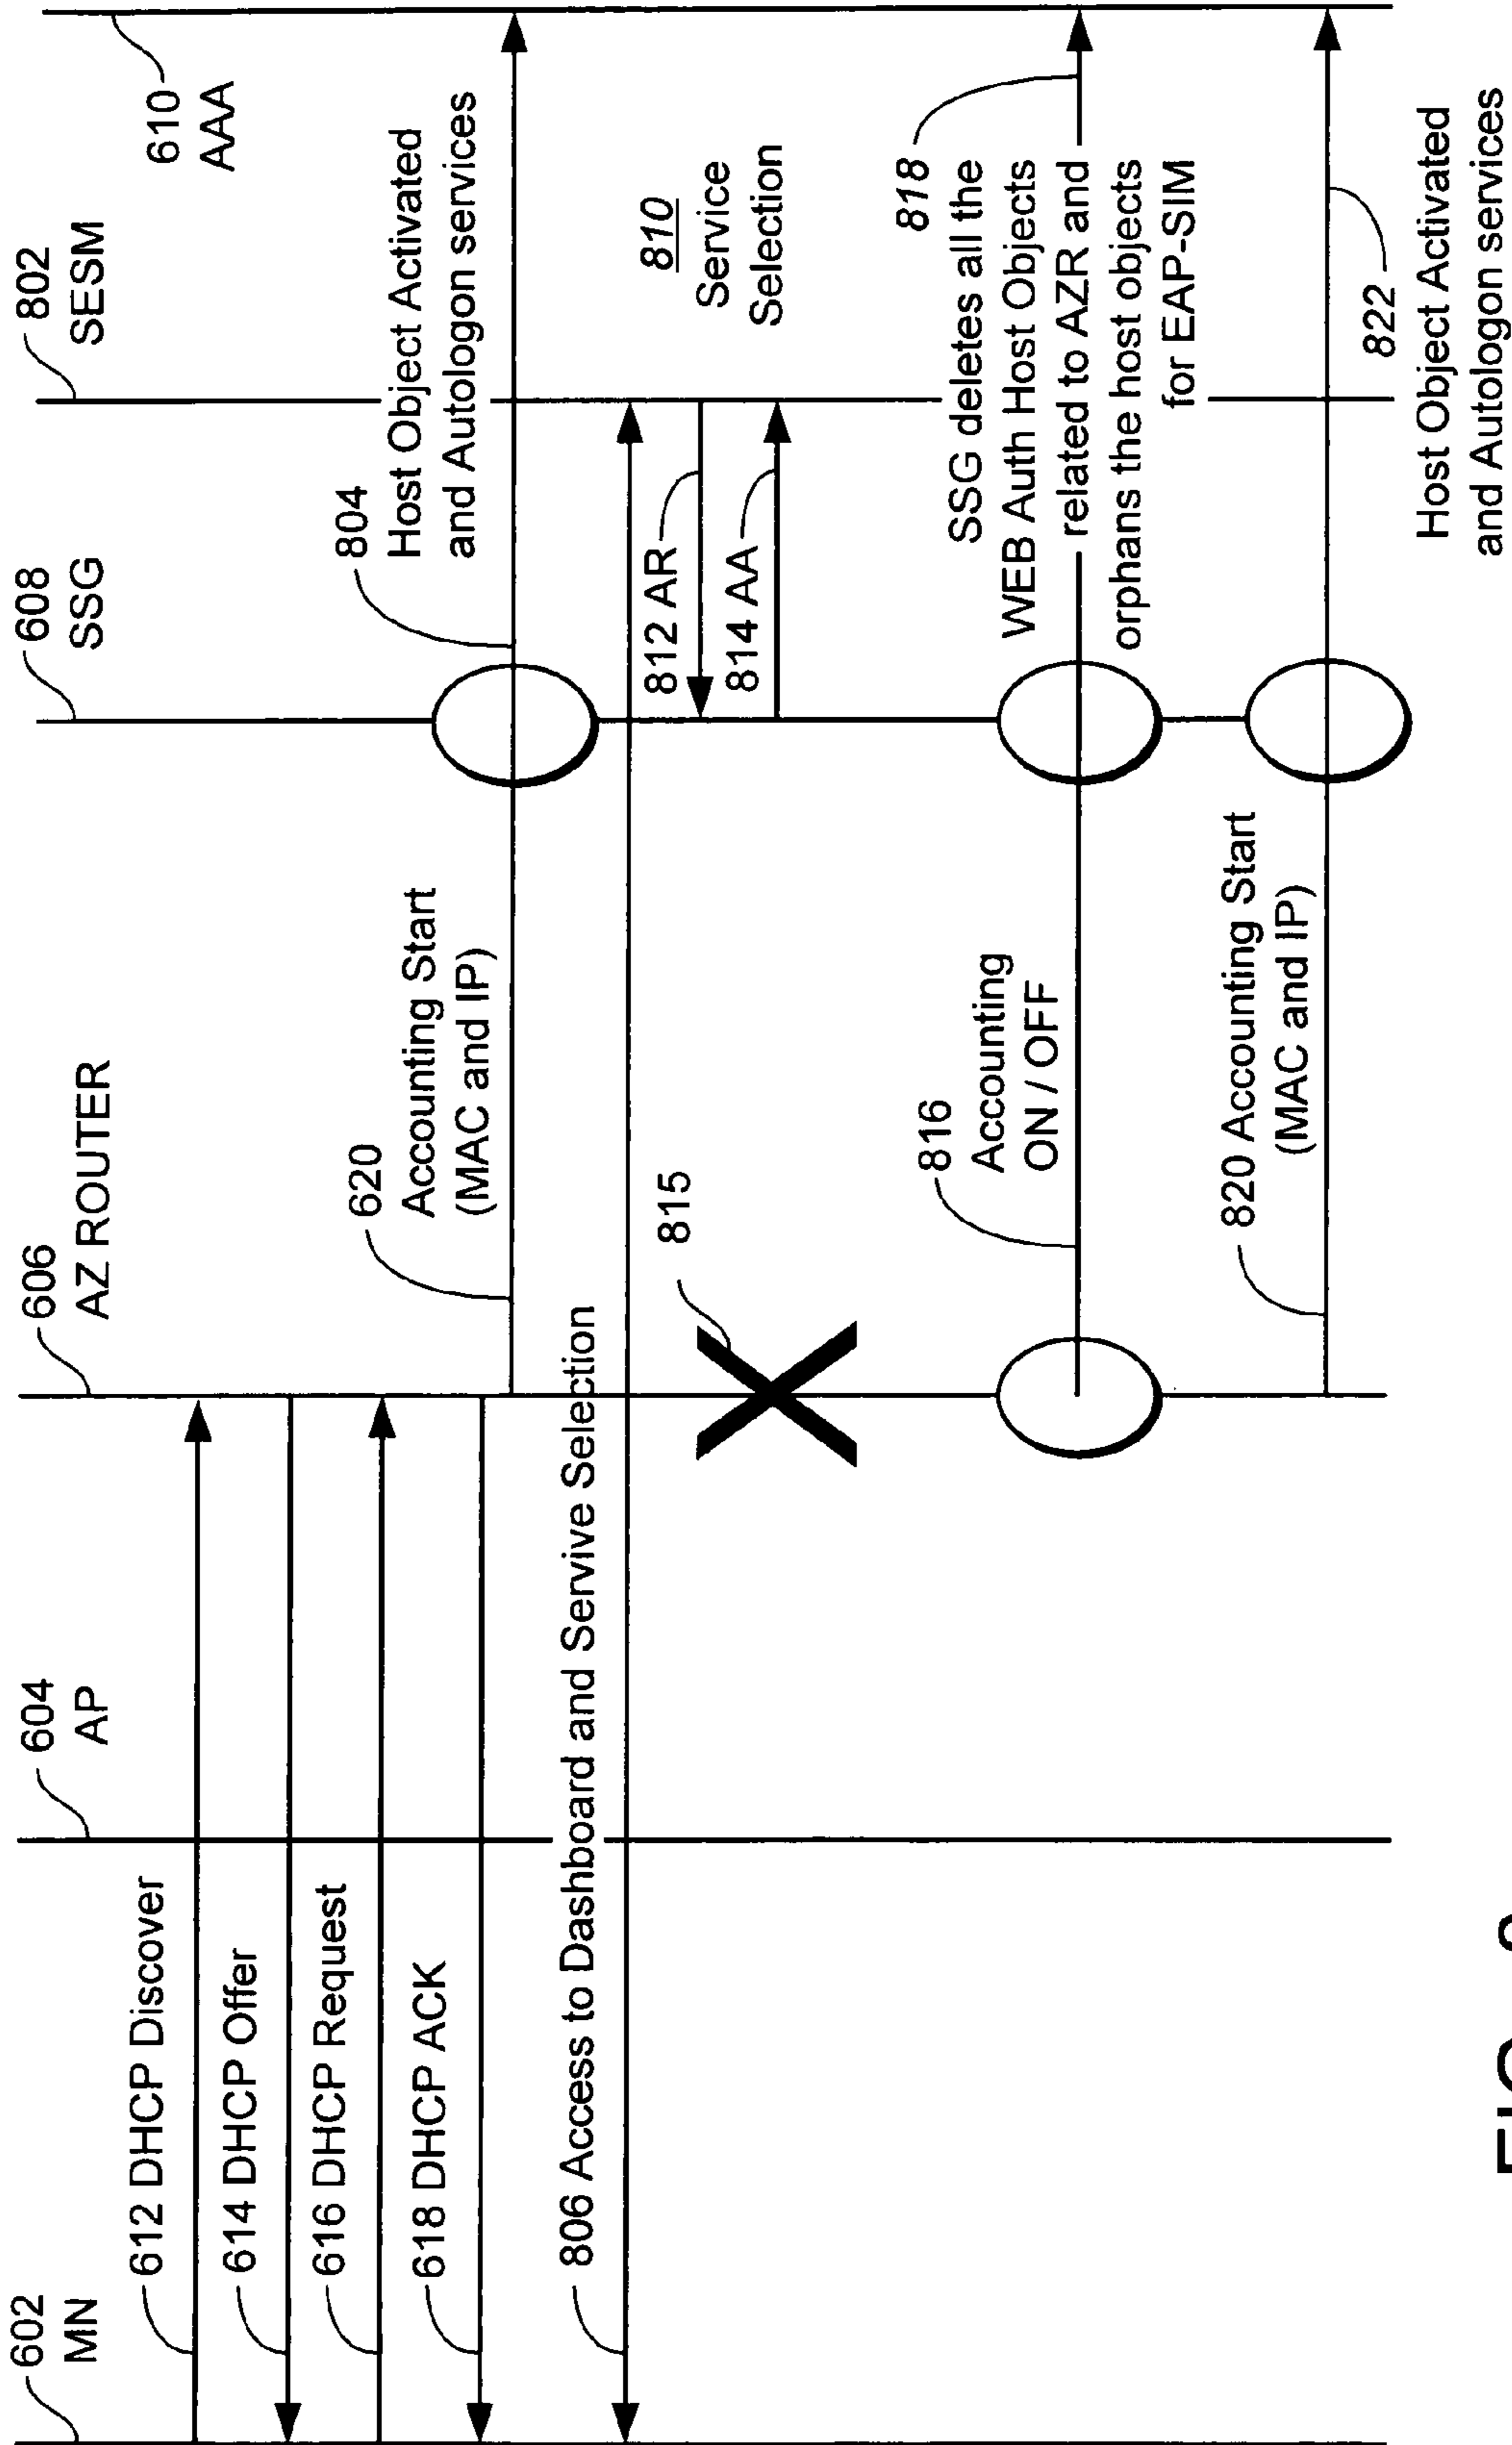 602
MN
604
AP
606
AZ ROUTER
608
SSG
802
SESM
610
AAA
612 DHCP Discover
614 DHCP Offer
616 DHCP Request
618 DHCP ACK
620
Accounting Start
(MAC and IP)
804
Host Object Activated
and Autologon services
806 Access to Dashboard and Servive Selection
810
Service
Selection
812 AR
814 AA
815
816
Accounting
ON / OFF
818
SSG deletes all the
WEB Auth Host Objects
related to AZR and
orphans the host objects
for EAP-SIM
820 Accounting Start
(MAC and IP)
822
Host Object Activated
and Autologon services